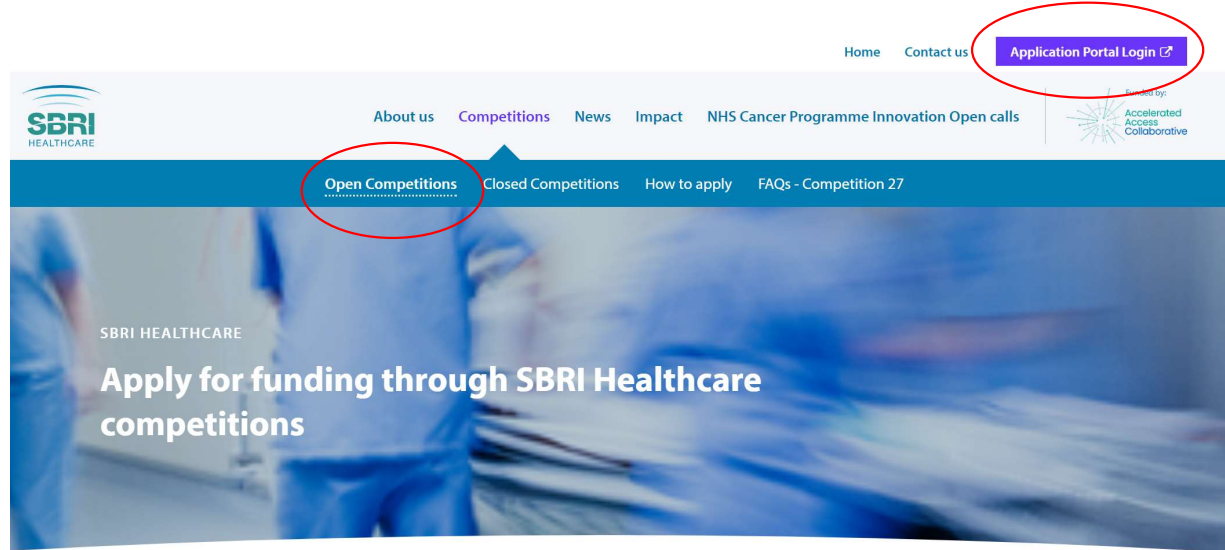 Home Contact us Application Portal Login
SBRI
HEALTHCARE
About us Competitions News Impact NHS Cancer Programme Innovation Open calls
Funded by:
Accelerated
Access
Collaborative
Open Competitions Closed Competitions How to apply FAQs - Competition 27
SBRI HEALTHCARE
Apply for funding through SBRI Healthcare
competitions